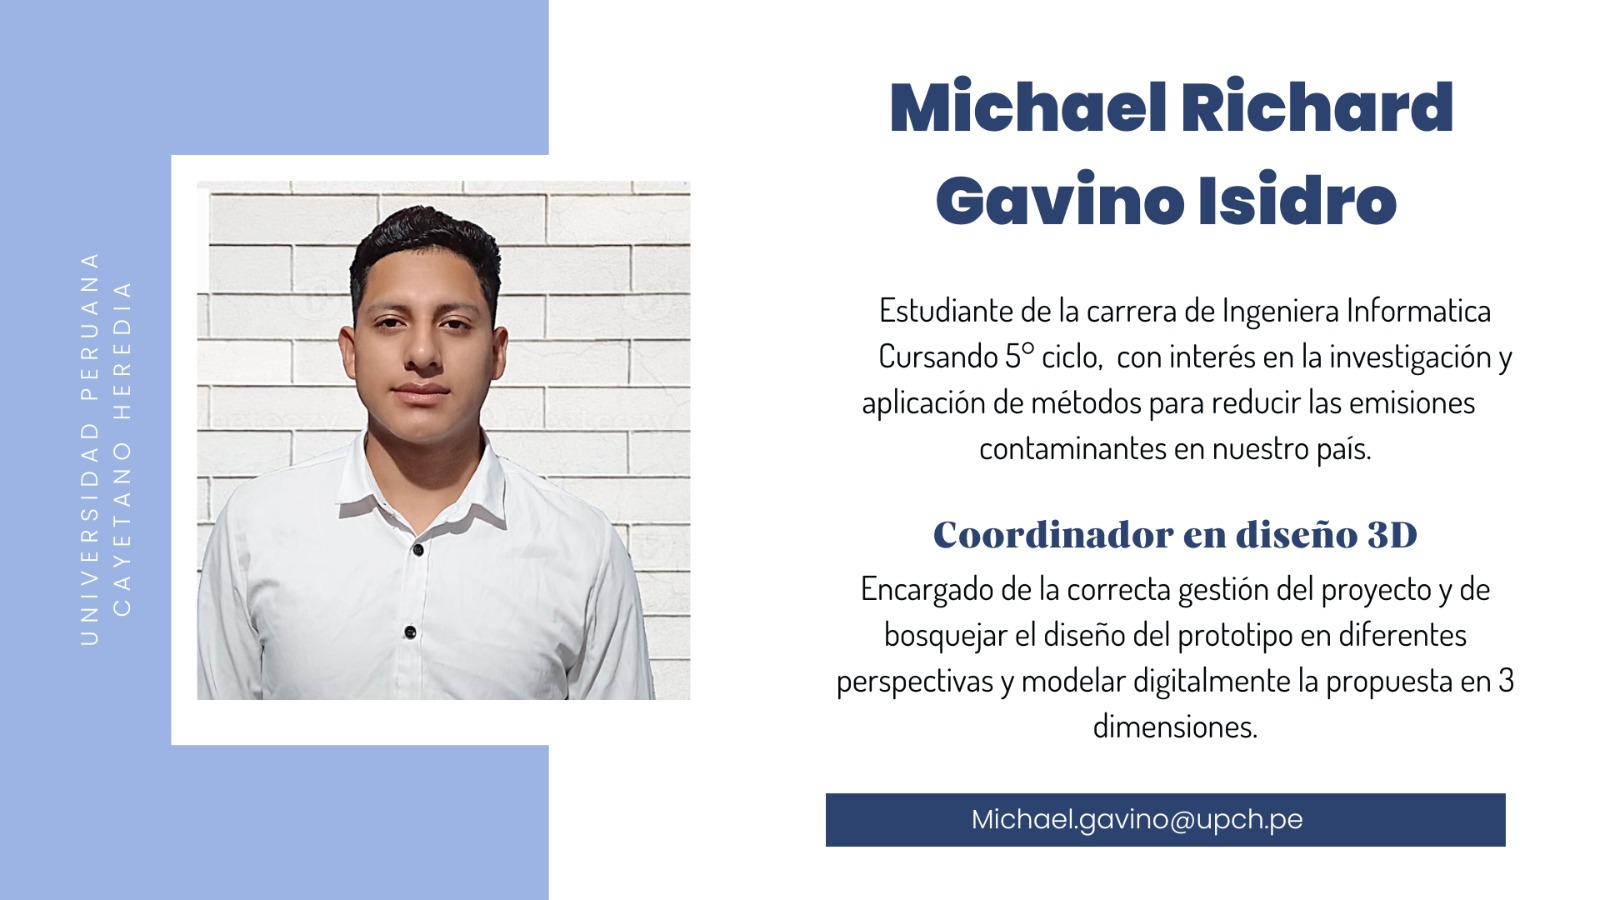 UNIVERSIDAD PERUANA
CAYETANO HEREDIA
Michael Richard
Gavino Isidro
Estudiante de la carrera de Ingeniera Informatica
Cursando 5° ciclo, con interés en la investigación y
aplicación de métodos para reducir las emisiones
contaminantes en nuestro país.
Coordinador en diseño 3D
Encargado de la correcta gestión del proyecto y de
bosquejar el diseño del prototipo en diferentes
perspectivas y modelar digitalmente la propuesta en 3
dimensiones.
Michael.gavino@upch.pe